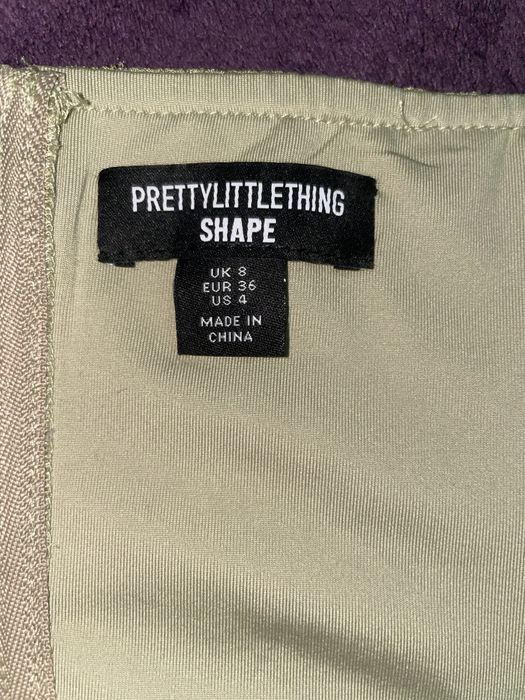 PRETTYLITTLETHING
SHAPE
UK 8
EUR 36
US 4
MADE IN
CHINA